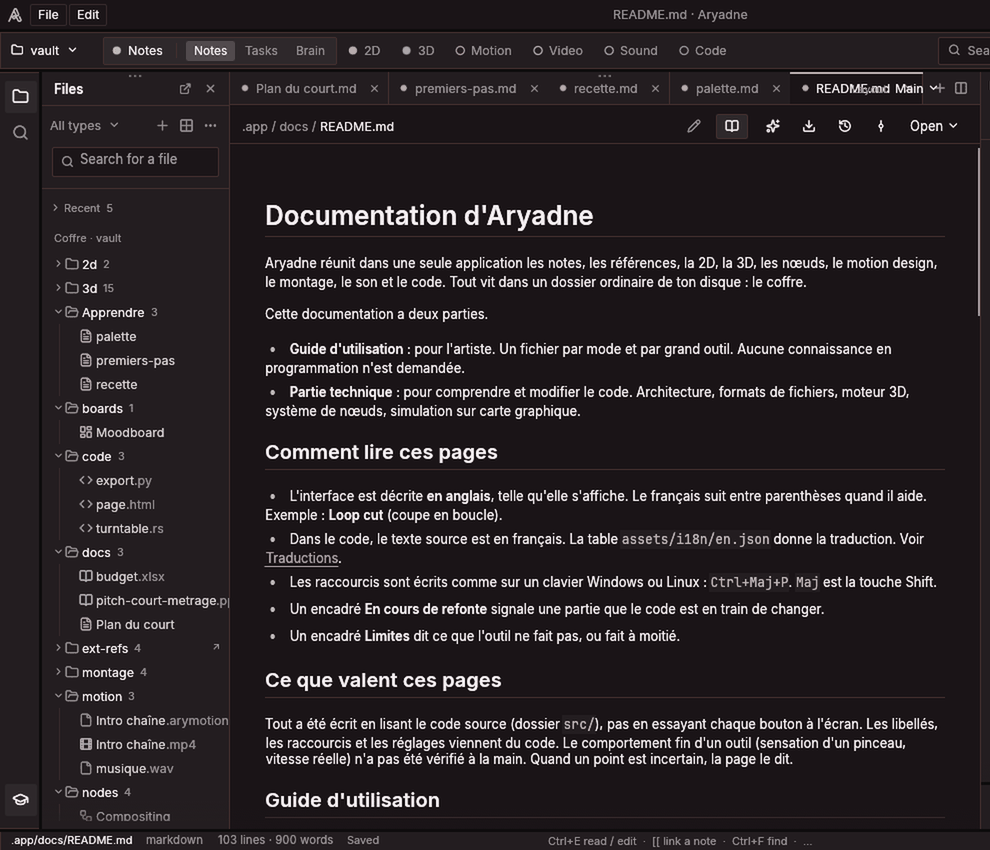 File Edit README.md · Aryadne
vault Notes Notes Tasks Brain 2D 3D Motion Video Sound Code Sea
Files
Plan du court.md premiers-pas.md recette.md palette.md README.md Main
All types
.app / docs / README.md Open
Search for a file
Recent 5
Coffre · vault
2d 2
3d 15
Apprendre 3
palette
premiers-pas
recette
boards 1
Moodboard
code 3
export.py
page.html
turntable.rs
docs 3
budget.xlsx
pitch-court-metrage.pp
Plan du court
ext-refs 4
montage 4
motion 3
Intro chaîne.arymotion
Intro chaîne.mp4
musique.wav
nodes 4
Compositing
Documentation d'Aryadne
Aryadne réunit dans une seule application les notes, les références, la 2D, la 3D, les nœuds, le motion design,
le montage, le son et le code. Tout vit dans un dossier ordinaire de ton disque : le coffre.
Cette documentation a deux parties.
• Guide d'utilisation : pour l'artiste. Un fichier par mode et par grand outil. Aucune connaissance en
programmation n'est demandée.
• Partie technique : pour comprendre et modifier le code. Architecture, formats de fichiers, moteur 3D,
système de nœuds, simulation sur carte graphique.
Comment lire ces pages
• L'interface est décrite en anglais, telle qu'elle s'affiche. Le français suit entre parenthèses quand il aide.
Exemple : Loop cut (coupe en boucle).
• Dans le code, le texte source est en français. La table assets/i18n/en.json donne la traduction. Voir
Traductions.
• Les raccourcis sont écrits comme sur un clavier Windows ou Linux : Ctrl+Maj+P. Maj est la touche Shift.
• Un encadré En cours de refonte signale une partie que le code est en train de changer.
• Un encadré Limites dit ce que l'outil ne fait pas, ou fait à moitié.
Ce que valent ces pages
Tout a été écrit en lisant le code source (dossier src/), pas en essayant chaque bouton à l'écran. Les libellés,
les raccourcis et les réglages viennent du code. Le comportement fin d'un outil (sensation d'un pinceau,
vitesse réelle) n'a pas été vérifié à la main. Quand un point est incertain, la page le dit.
Guide d'utilisation
.app/docs/README.md markdown 103 lines · 900 words Saved Ctrl+E read / edit · [[ link a note · Ctrl+F find · ...